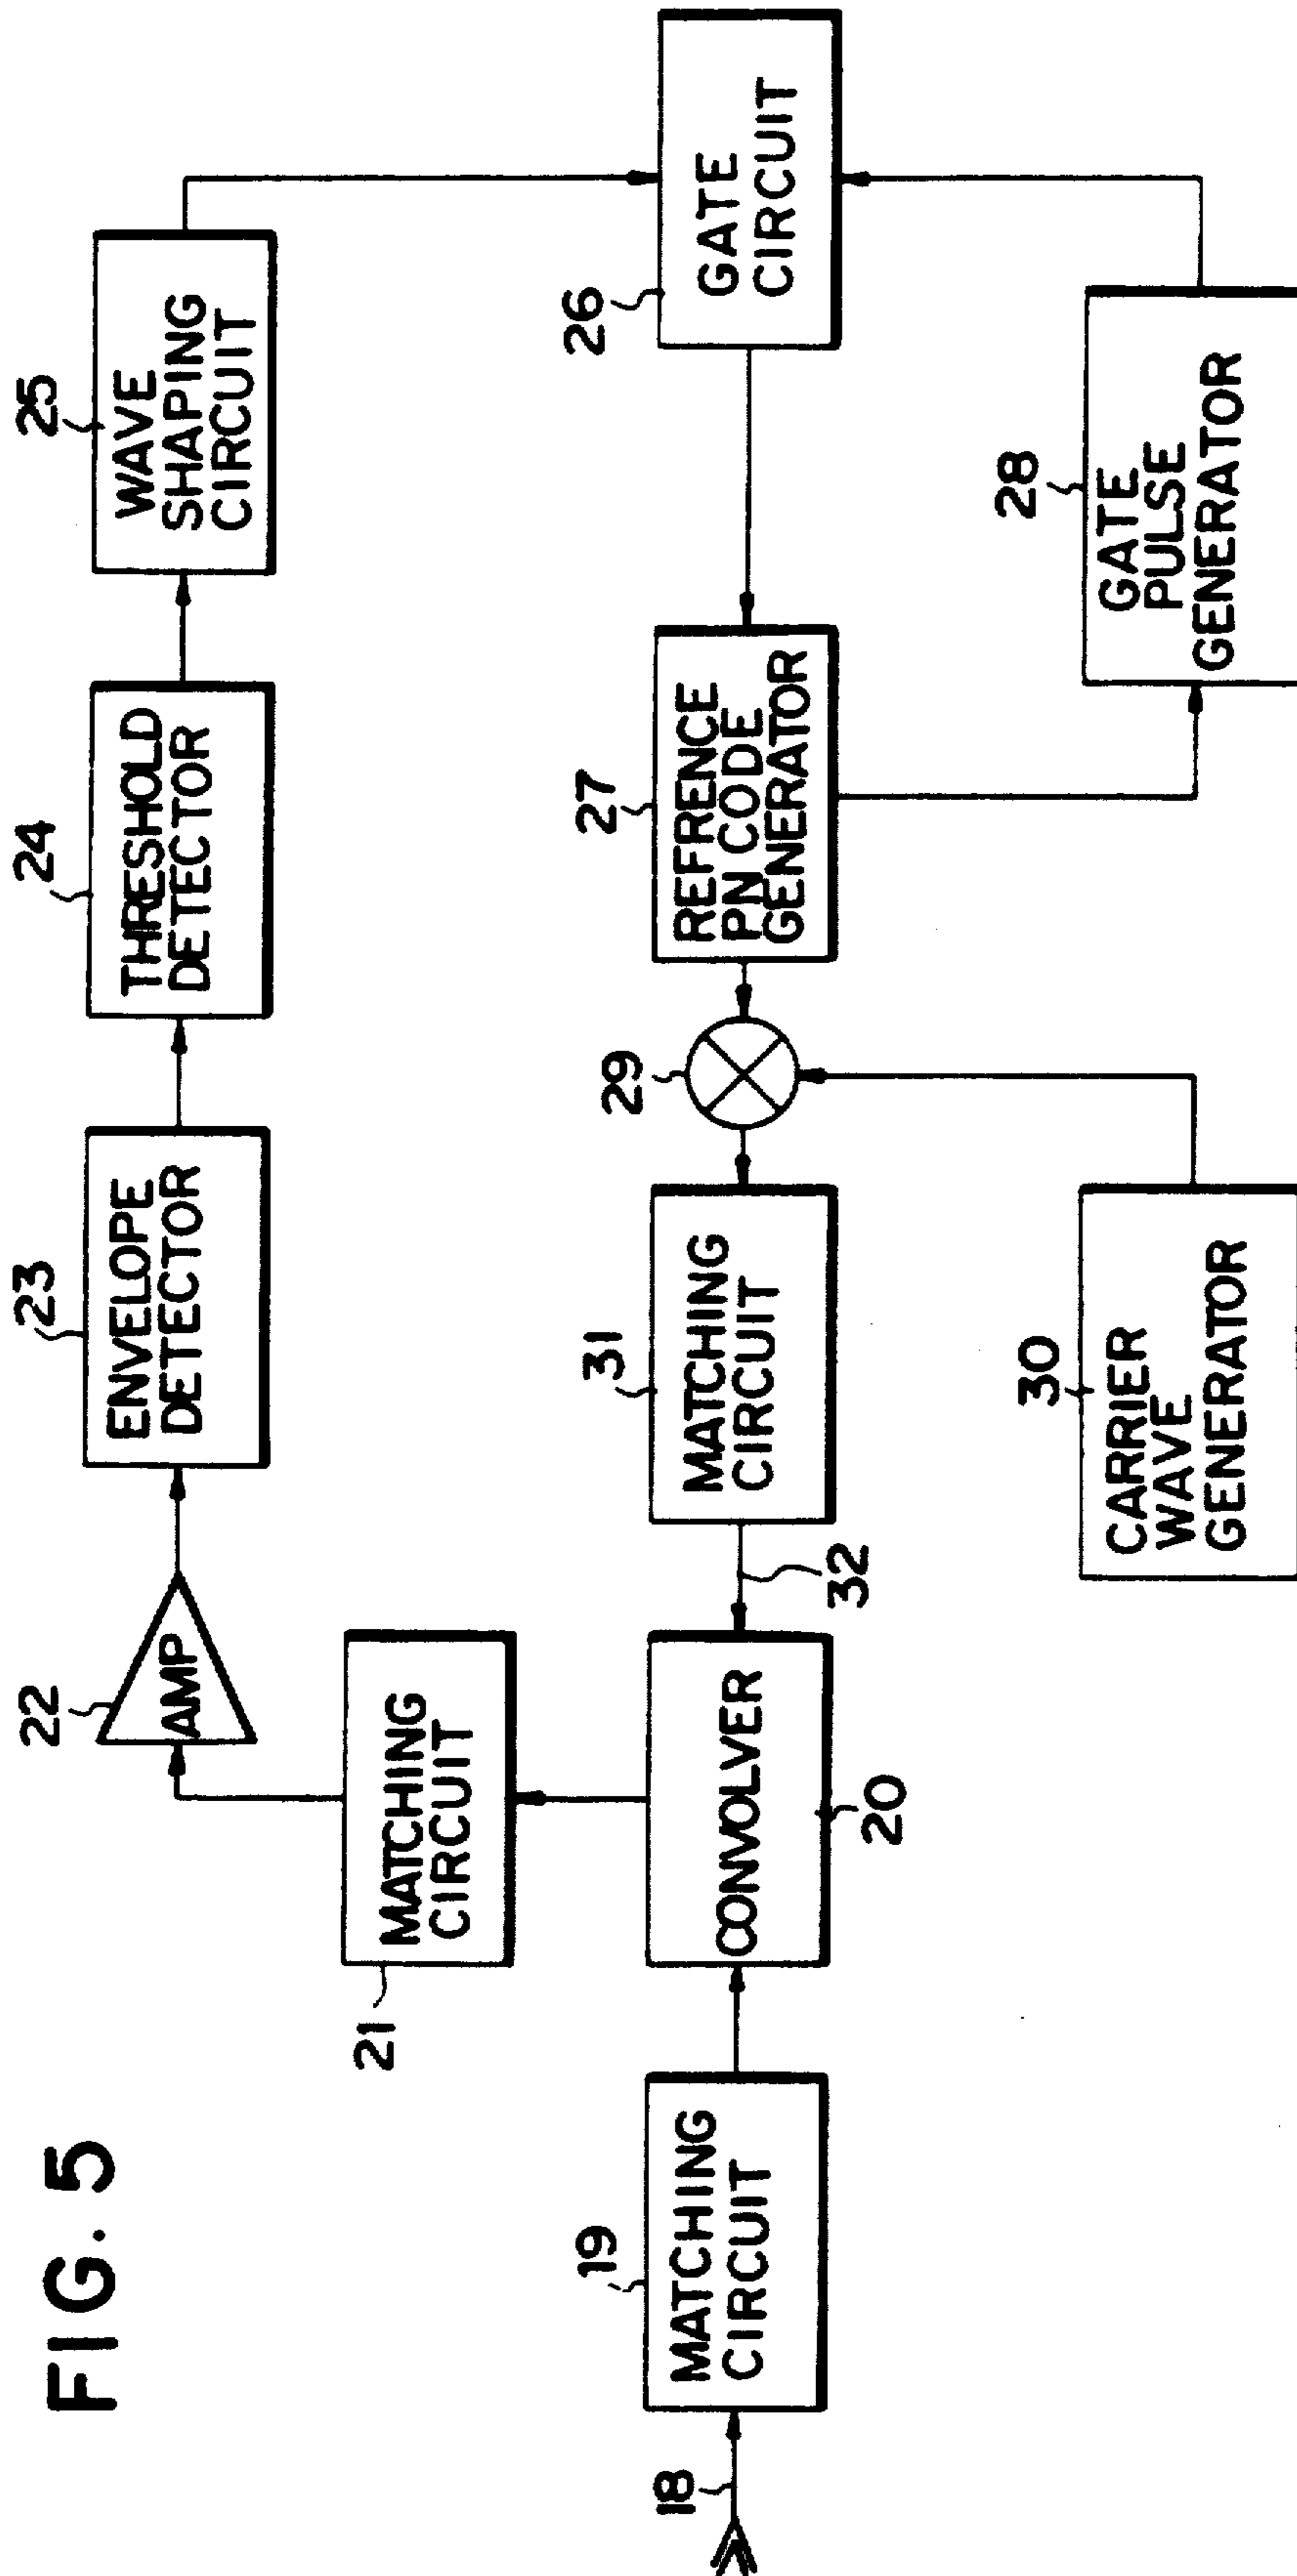 FIG. 5
22
AMP
23
ENVELOPE
DETECTOR
24
THRESHOLD
DETECTOR
25
WAVE
SHAPING
CIRCUIT
21
MATCHING
CIRCUIT
18
19
MATCHING
CIRCUIT
CONVOLVER
20
32
31
MATCHING
CIRCUIT
29
27
REFRENCE
PN CODE
GENERATOR
26
GATE
CIRCUIT
30
CARRIER
WAVE
GENERATOR
28
GATE
PULSE
GENERATOR